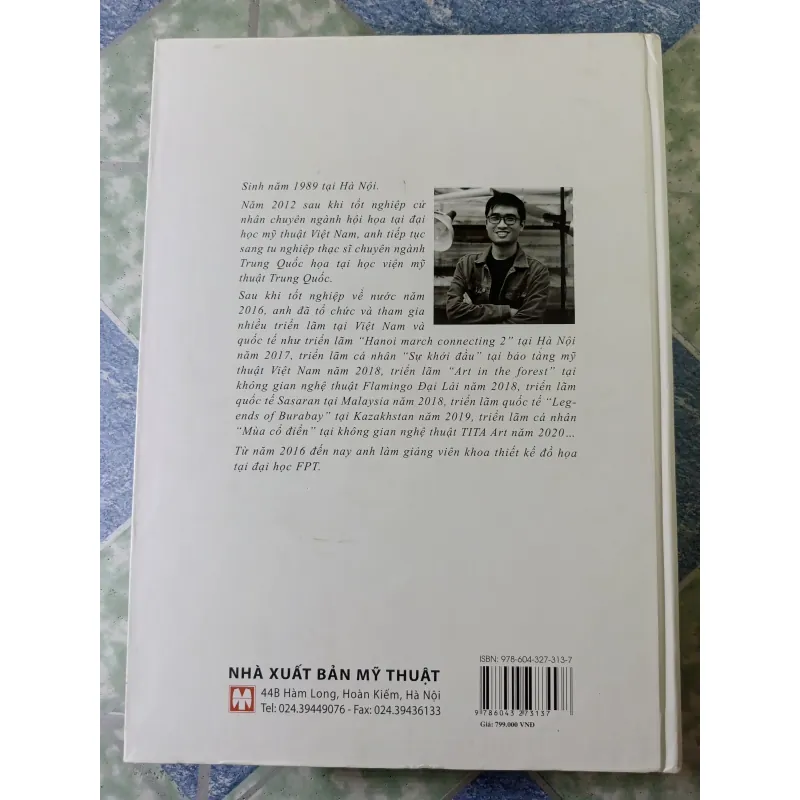 Sinh năm 1989 tại Hà Nội.
Năm 2012 sau khi tốt nghiệp cử
nhân chuyên ngành hội họa tại đại
học mỹ thuật Việt Nam, anh tiếp tục
sang tu nghiệp thạc sĩ chuyên ngành
Trung Quốc họa tại học viện mỹ
thuật Trung Quốc.
Sau khi tốt nghiệp về nước năm
2016, anh đã tổ chức và tham gia
nhiều triển lãm tại Việt Nam và
quốc tế như triển lãm “Hanoi march connecting 2” tại Hà Nội
năm 2017, triển lãm cá nhân “Sự khởi đầu” tại bảo tàng mỹ
thuật Việt Nam năm 2018, triển lãm “Art in the forest” tại
không gian nghệ thuật Flamingo Đại Lải năm 2018, triển lãm
quốc tế Sasaran tại Malaysia năm 2018, triển lãm quốc tế “Leg-
ends of Burabay” tại Kazakhstan năm 2019, triển lãm cá nhân
“Mùa cổ điển” tại không gian nghệ thuật TITA Art năm 2020…
Từ năm 2016 đến nay anh làm giảng viên khoa thiết kế đồ họa
tại đại học FPT.
ISBN: 978-604-327-313-7
9 786043 273137
Giá: 799.000 VNĐ
NHÀ XUẤT BẢN MỸ THUẬT
44B Hàm Long, Hoàn Kiếm, Hà Nội
Tel: 024.39449076 - Fax: 024.39436133